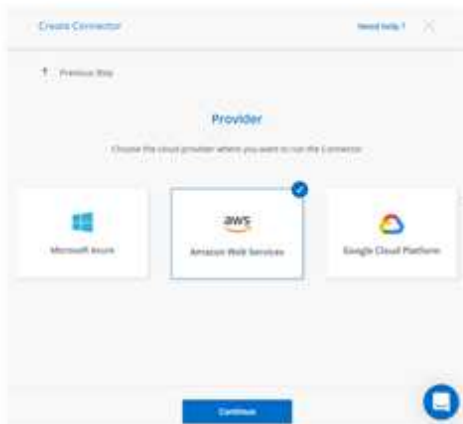 Create Connector
Need help ?
Previous Step
Provider
Choose the cloud provider where you want to run the Connector
aws
Microsoft Azure
Amazon Web Services
Google Cloud Platform
Continue